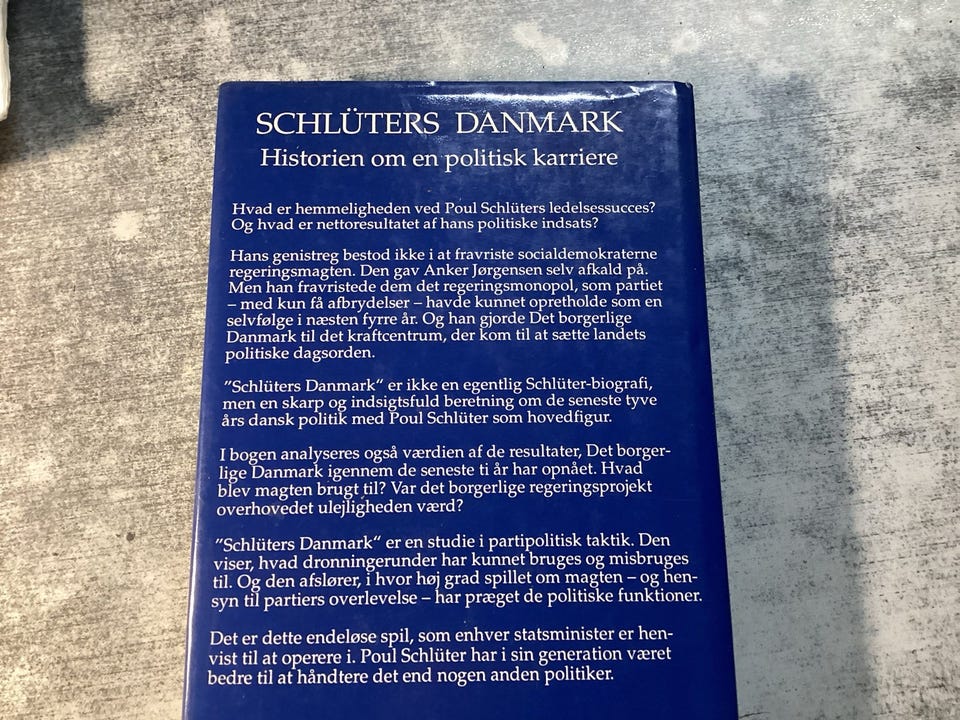 SCHLÜTERS DANMARK
Historien om en politisk karriere
Hvad er hemmeligheden ved Poul Schlüters ledelsessucces?
Og hvad er nettoresultatet af hans politiske indsats?
Hans genistreg bestod ikke i at fravriste socialdemokraterne
regeringsmagten. Den gav Anker Jørgensen selv afkald på.
Men han fravristede dem det regeringsmonopol, som partiet
– med kun få afbrydelser – havde kunnet opretholde som en
selvfølge i næsten fyrre år. Og han gjorde Det borgerlige
Danmark til det kraftcentrum, der kom til at sætte landets
politiske dagsorden.
”Schlüters Danmark“ er ikke en egentlig Schlüter-biografi,
men en skarp og indsigtsfuld beretning om de seneste tyve
års dansk politik med Poul Schlüter som hovedfigur.
I bogen analyseres også værdien af de resultater, Det borger-
lige Danmark igennem de seneste ti år har opnået. Hvad
blev magten brugt til? Var det borgerlige regeringsprojekt
overhovedet ulejligheden værd?
”Schlüters Danmark“ er en studie i partipolitisk taktik. Den
viser, hvad dronningerunder har kunnet bruges og misbruges
til. Og den afslører, i hvor høj grad spillet om magten – og hen-
syn til partiers overlevelse – har præget de politiske funktioner.
Det er dette endeløse spil, som enhver statsminister er hen-
vist til at operere i. Poul Schlüter har i sin generation været
bedre til at håndtere det end nogen anden politiker.